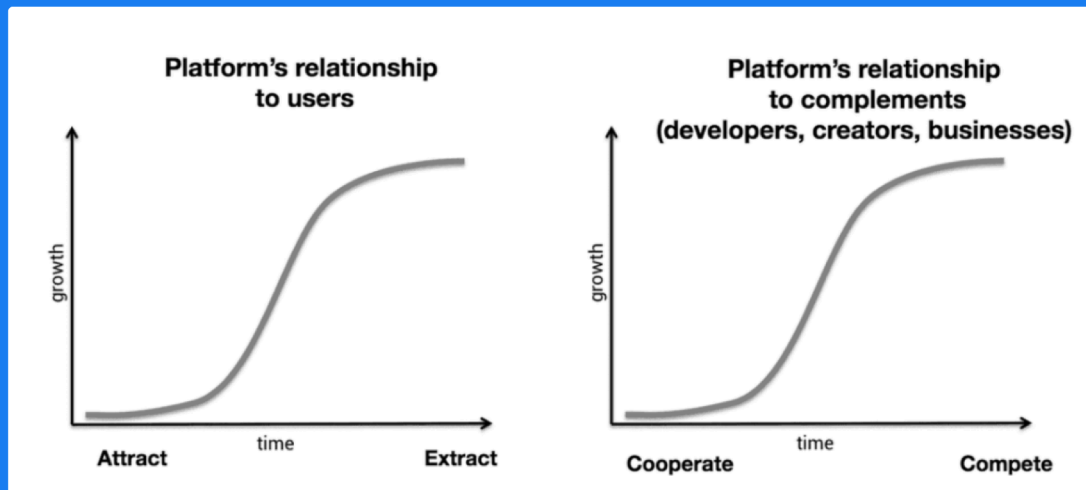 Platform's relationship
to users
growth
time
Attract
Extract
Platform's relationship
to complements
(developers, creators, businesses)
growth
time
Cooperate
Compete